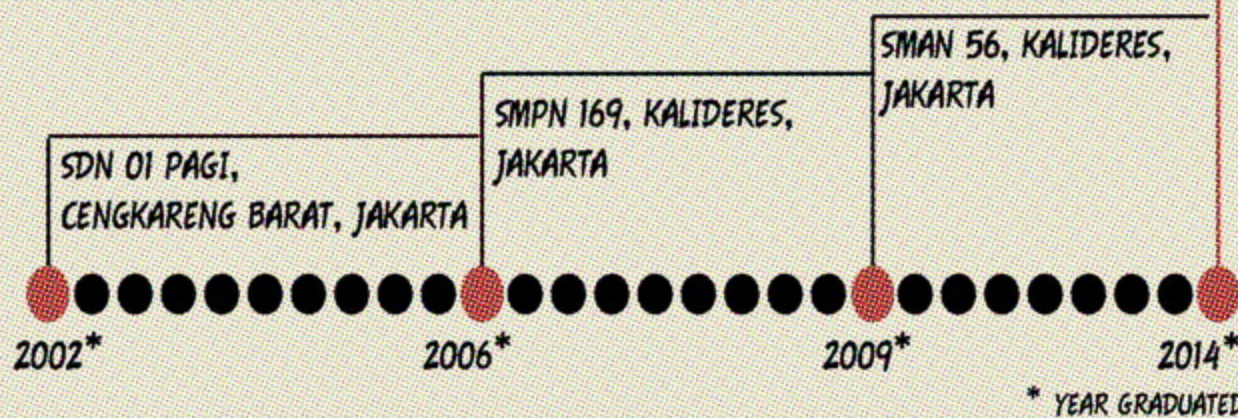 SMAN 56, KALIDERES,
JAKARTA
SMPN 169, KALIDERES,
JAKARTA
SDN 01 PAGI,
CENGKARENG BARAT, JAKARTA
2002* 2006* 2009* 2014*
* YEAR GRADUATED